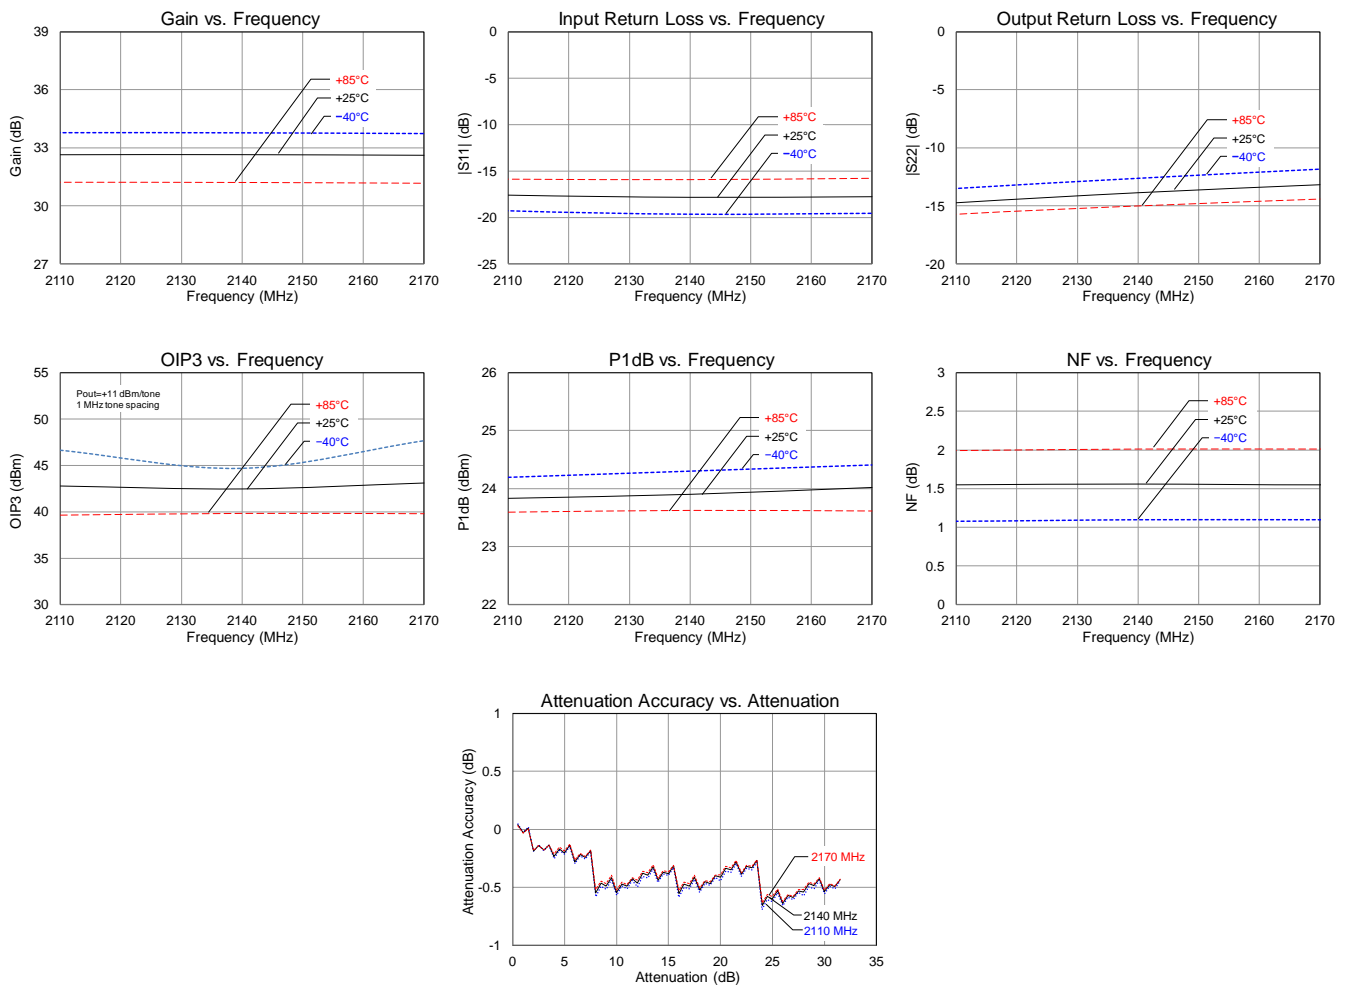 Gain vs. Frequency
39
36
33
30
27
Gain (dB)
+85°C
+25°C
−40°C
2110 2120 2130 2140 2150 2160 2170
Frequency (MHz)
Input Return Loss vs. Frequency
0
-5
-10
-15
-20
-25
|S11| (dB)
+85°C
+25°C
−40°C
2110 2120 2130 2140 2150 2160 2170
Frequency (MHz)
Output Return Loss vs. Frequency
0
-5
-10
-15
-20
|S22| (dB)
+85°C
+25°C
−40°C
2110 2120 2130 2140 2150 2160 2170
Frequency (MHz)
OIP3 vs. Frequency
55
50
45
40
35
30
OIP3 (dBm)
Pout=+11 dBm/tone
1 MHz tone spacing
+85°C
+25°C
−40°C
2110 2120 2130 2140 2150 2160 2170
Frequency (MHz)
P1dB vs. Frequency
26
25
24
23
22
P1dB (dBm)
+85°C
+25°C
−40°C
2110 2120 2130 2140 2150 2160 2170
Frequency (MHz)
NF vs. Frequency
3
2.5
2
1.5
1
0.5
0
NF (dB)
+85°C
+25°C
−40°C
2110 2120 2130 2140 2150 2160 2170
Frequency (MHz)
Attenuation Accuracy vs. Attenuation
1
0.5
0
-0.5
-1
Attenuation Accuracy (dB)
2170 MHz
2140 MHz
2110 MHz
0 5 10 15 20 25 30 35
Attenuation (dB)